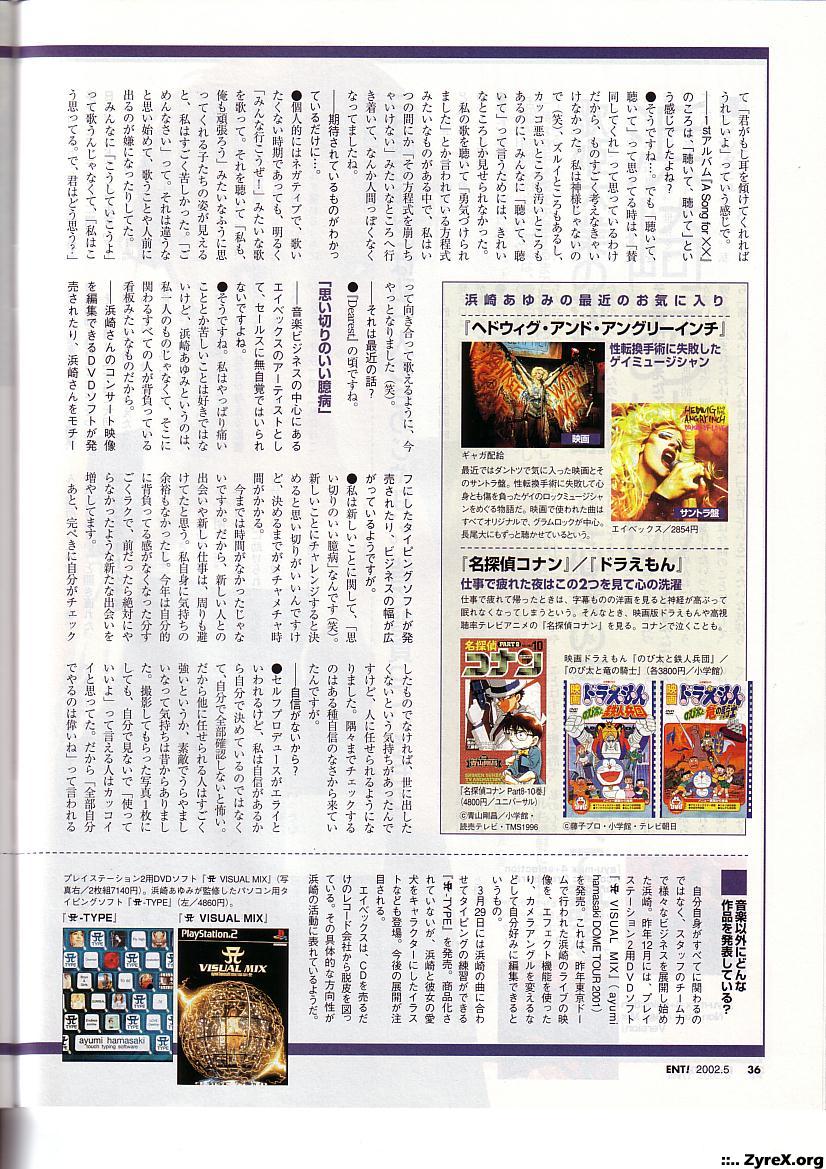 て「君がもし耳を傾けてくれれば
うれしいよ」っていう感じで。
――1stアルバム『A Song for ××』
のころは、「聴いて、聴いて」とい
う感じでしたよね?
●そうですね…。でも「聴いて、
聴いて」って思ってる時は、「賛
同してくれ」って思っているわけ
だから、ものすごく考えなきゃい
けなかった。私は神様じゃないの
で(笑)、ズルイところもあるし、
カッコ悪いところも汚いところも
あるのに、みんなに「聴いて、聴
いて」って言うためには、きれい
なところしか見せられなかった。
 私の歌を聴いて「勇気づけられ
ました」とか言われている方程式
みたいなものがある中で、私はい
つの間にか「その方程式を崩しち
ゃいけない」みたいなところへ行
き着いて、なんか人間っぽくなく
なってましたね。
――期待されているものがわかっ
ているだけに…。
●個人的にはネガティブで、歌い
たくない時期であっても、明るく
「みんな行こうぜ!」みたいな歌
を歌って。それを聴いて「私も、
俺も頑張ろう」みたいなふうに思
ってくれる子たちの姿が見える
と、私はすごく苦しかった。「ご
めんなさい」って。それは違うな
と思い始めて、歌うことや人前に
出るのが嫌になったりしてた。
 みんなに「こうしていこうよ」
って歌うんじゃなくて、「私はこ
う思ってる。で、君はどう思う?」
って向き合って歌えるように、今
やっとなりました(笑)。
――それは最近の話?
●『Dearest』の頃ですね。
「思い切りのいい臆病」
――音楽ビジネスの中心にある
エイベックスのアーティストとし
て、セールスに無自覚ではいられ
ないですよね。
●そうですね。私はやっぱり痛い
こととか苦しいことは好きではな
いけど、浜崎あゆみというのは、
私一人のものじゃなくて、そこに
関わるすべての人が背負っている
看板みたいなものだから。
――浜崎さんのコンサート映像
を編集できるDVDソフトが発
売されたり、浜崎さんをモチー
フにしたタイピングソフトが発
売されたり、ビジネスの幅が広
がっているようですが。
●私は新しいことに関して、「思
い切りのいい臆病」なんです(笑)。
新しいことにチャレンジすると決
めると思い切りがいいんですけ
ど、決めるまでがメチャメチャ時
間がかかる。
 今までは時間がなかったじゃな
いですか。だから、新しい人との
出会いや新しい仕事は、周りも避
けてたと思う。私自身に気持ちの
余裕もなかったし。今年は自分的
に背負ってる感がなくなった分す
ごくラクで、前だったら絶対にや
らなかったような新たな出会いを
増やしてます。
 あと、完ぺきに自分がチェック
したものでなければ、世に出した
くないという気持ちがあったんで
すけど、人に任せられるようにな
りました。隅々までチェックする
のはある種自信のなさから来てい
たんですが。
――自信がないから?
●セルフプロデュースがエライと
いわれるけど、私は自信があるか
ら自分で決めているのではなく
て、自分で全部確認しないと怖い。
だから他に任せられる人はすごく
強いというか、素敵でうらやまし
いなって気持ちは昔からありまし
た。撮影してもらった写真1枚に
しても、自分で見ないで「使って
いいよ」って言える人はカッコイ
イと思ってた。だから「全部自分
でやるのは偉いね」って言われる
浜崎あゆみの最近のお気に入り
『ヘドウィグ・アンド・アングリーインチ』
性転換手術に失敗した
ゲイミュージシャン
映画
ギャガ配給
HEDWIG AND THE
ANGRY INCH
サントラ盤
エイベックス/2854円
最近ではダントツで気に入った映画とそ
のサントラ盤。性転換手術に失敗して心
身とも傷を負ったゲイのロックミュージシャ
ンをめぐる物語だ。映画で使われた曲は
すべてオリジナルで、グラムロックが中心。
長尾大にもずっと聴かせているという。
『名探偵コナン』/『ドラえもん』
仕事で疲れた夜はこの2つを見て心の洗濯
仕事で疲れて帰ったときは、字幕ものの洋画を見ると神経が高ぶって
眠れなくなってしまうという。そんなとき、映画版ドラえもんや高視
聴率テレビアニメの『名探偵コナン』を見る。コナンで泣くことも。
名探偵 PART8 10
コナン
『名探偵コナン Part8-10巻』
(4800円/ユニバーサル)
©青山剛昌/小学館・
読売テレビ・TMS1996
映画ドラえもん『のび太と鉄人兵団』/
『のび太と竜の騎士』(各3800円/小学館)
映画 ドラえもん
のび太と鉄人兵団
映画 ドラえもん
のび太と竜の騎士
©藤子プロ・小学館・テレビ朝日
音楽以外にどんな
作品を発表している?
 自分自身がすべてに関わるの
ではなく、スタッフのチーム力
で様々なビジネスを展開し始め
た浜崎。昨年12月には、プレイ
ステーション2用DVDソフト
『A VISUAL MIX』(ayumi
hamasaki DOME TOUR 2001)
を発売。これは、昨年東京ドー
ムで行われた浜崎のライブの映
像を、エフェクト機能を使った
り、カメラアングルを変えるな
どして自分好みに編集できると
いうもの。
 3月29日には浜崎の曲に合わ
せてタイピングの練習ができる
『A-TYPE』を発売。商品化さ
れていないが、浜崎と彼女の愛
犬をキャラクターにしたイラス
トなども登場。今後の展開が注
目される。
 エイベックスは、CDを売るだ
けのレコード会社から脱皮を図っ
ている。その具体的な方向性が
浜崎の活動に表れているようだ。
プレイステーション2用DVDソフト『A VISUAL MIX』(写
真右/2枚組7140円)。浜崎あゆみが監修したパソコン用タ
イピングソフト『A-TYPE』(左/4860円)。
『A-TYPE』
『A VISUAL MIX』
ayumi hamasaki
touch typing software
PlayStation 2
VISUAL MIX
ENT! 2002.5 36
::.. ZyreX.org